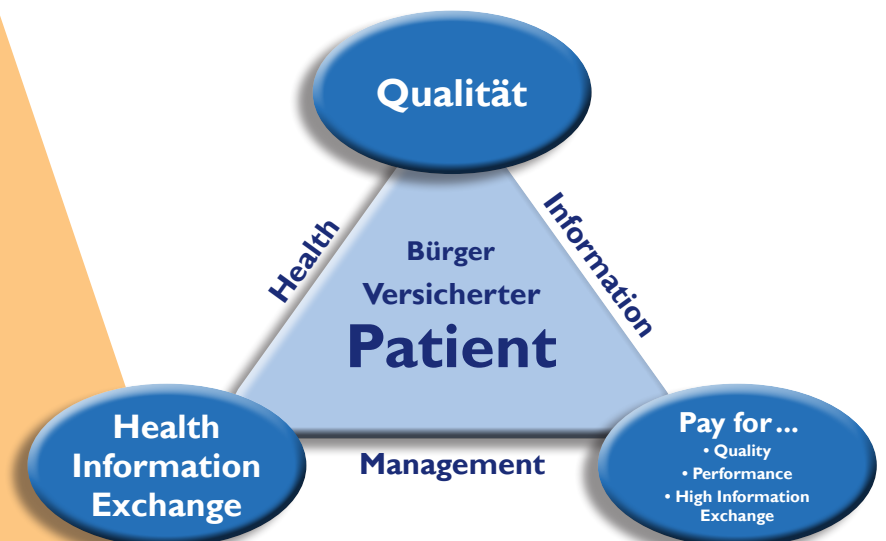 Qualität
Health
Information
Bürger
Versicherter
Patient
Management
Health
Information
Exchange
Pay for ...
• Quality
• Performance
• High Information
Exchange